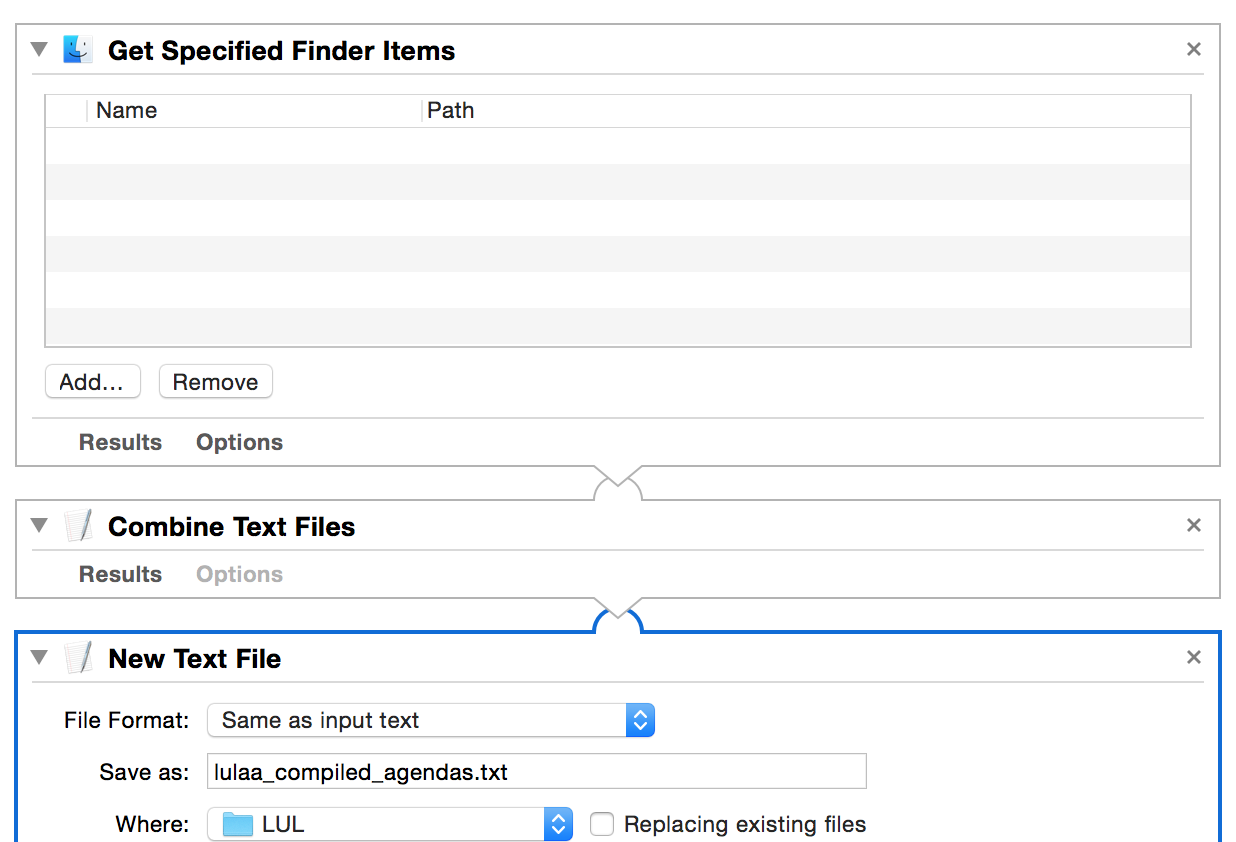 Get Specified Finder Items
Name Path
Add... Remove
Results Options
Combine Text Files
Results Options
New Text File
File Format: Same as input text
Save as: lulaa_compiled_agendas.txt
Where: LUL Replacing existing files